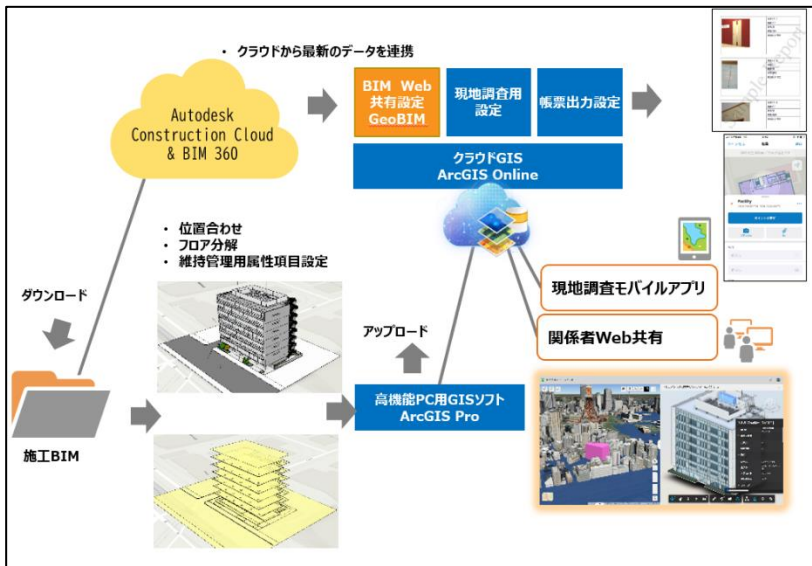 ・ クラウドから最新のデータを連携
Autodesk
Construction Cloud
& BIM 360
BIM Web
共有設定
GeoBIM
現地調査用
設定
帳票出力設定
クラウドGIS
ArcGIS Online
・ 位置合わせ
・ フロア分解
・ 維持管理用属性項目設定
ダウンロード
アップロード
現地調査モバイルアプリ
関係者Web共有
施工BIM
高機能PC用GISソフト
ArcGIS Pro
Sample Report
Facility